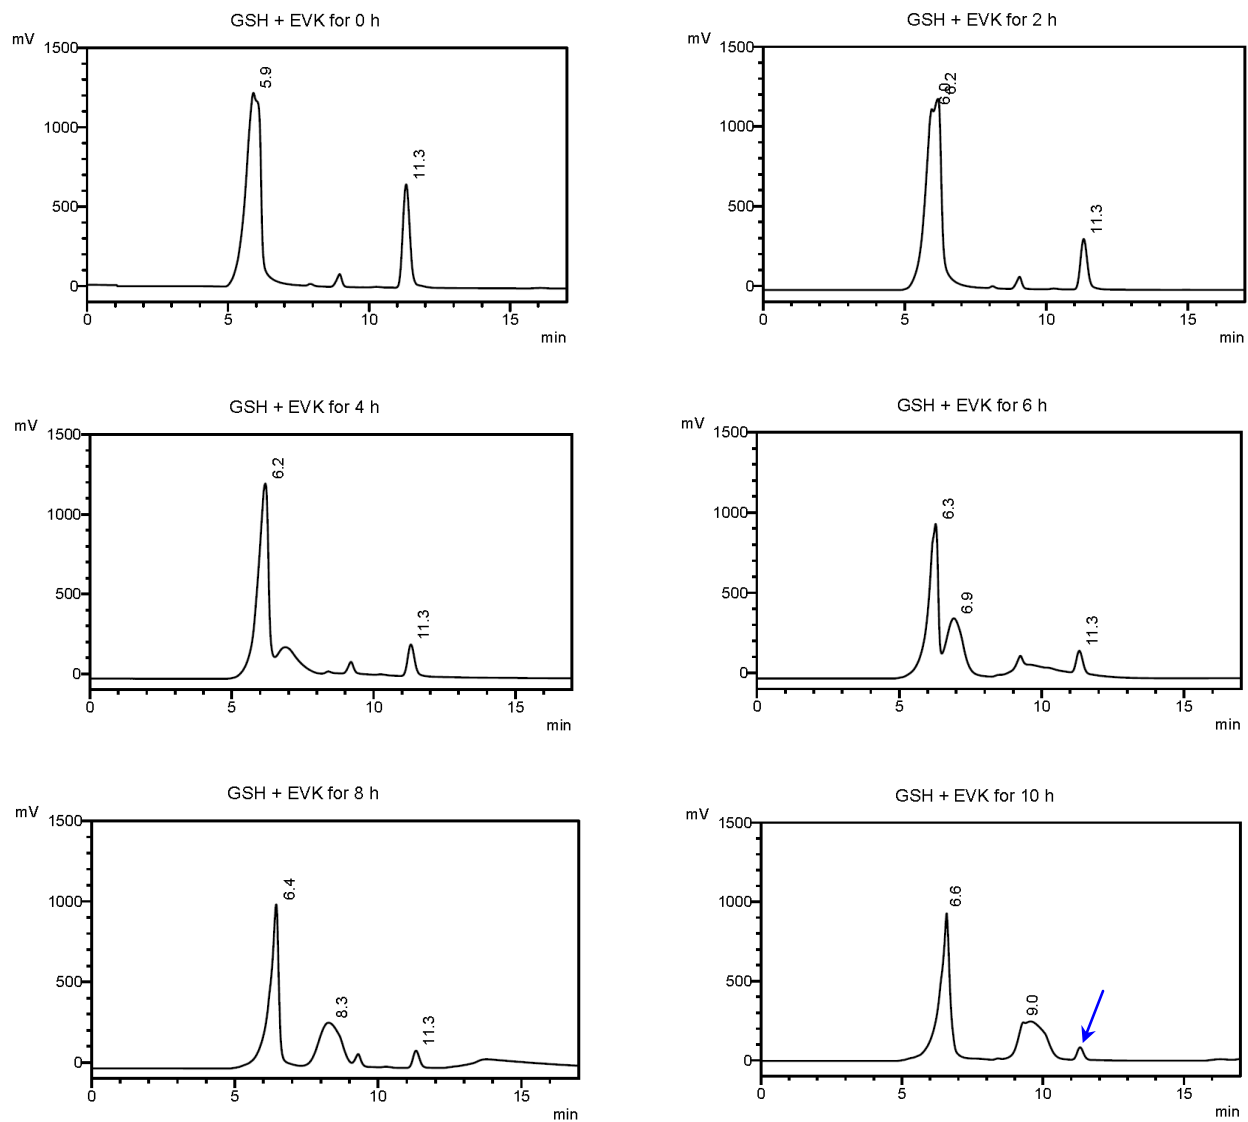 GSH + EVK for 0 h
mV
1500
1000
500
0
5.9
11.3
0 5 10 15
min
GSH + EVK for 2 h
mV
1500
1000
500
0
6.0
6.2
11.3
0 5 10 15
min
GSH + EVK for 4 h
mV
1500
1000
500
0
6.2
11.3
0 5 10 15
min
GSH + EVK for 6 h
mV
1500
1000
500
0
6.3
6.9
11.3
0 5 10 15
min
GSH + EVK for 8 h
mV
1500
1000
500
0
6.4
8.3
11.3
0 5 10 15
min
GSH + EVK for 10 h
mV
1500
1000
500
0
6.6
9.0
0 5 10 15
min